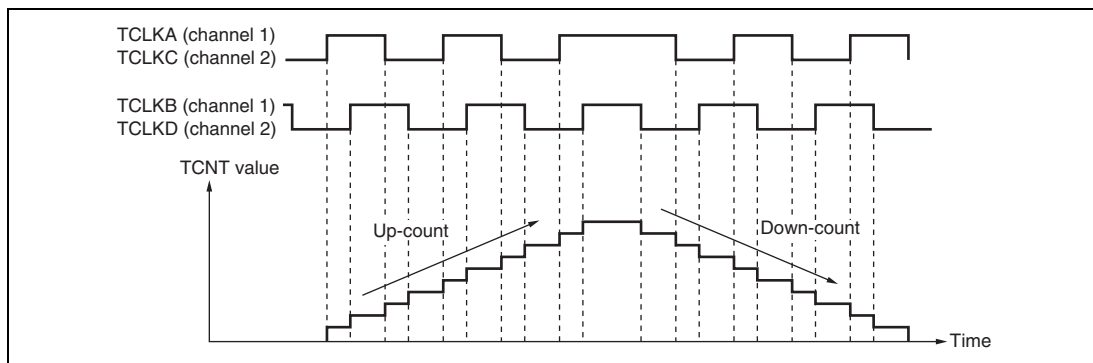 TCLKA (channel 1)
TCLKC (channel 2)
TCLKB (channel 1)
TCLKD (channel 2)
TCNT value
Up-count
Down-count
Time